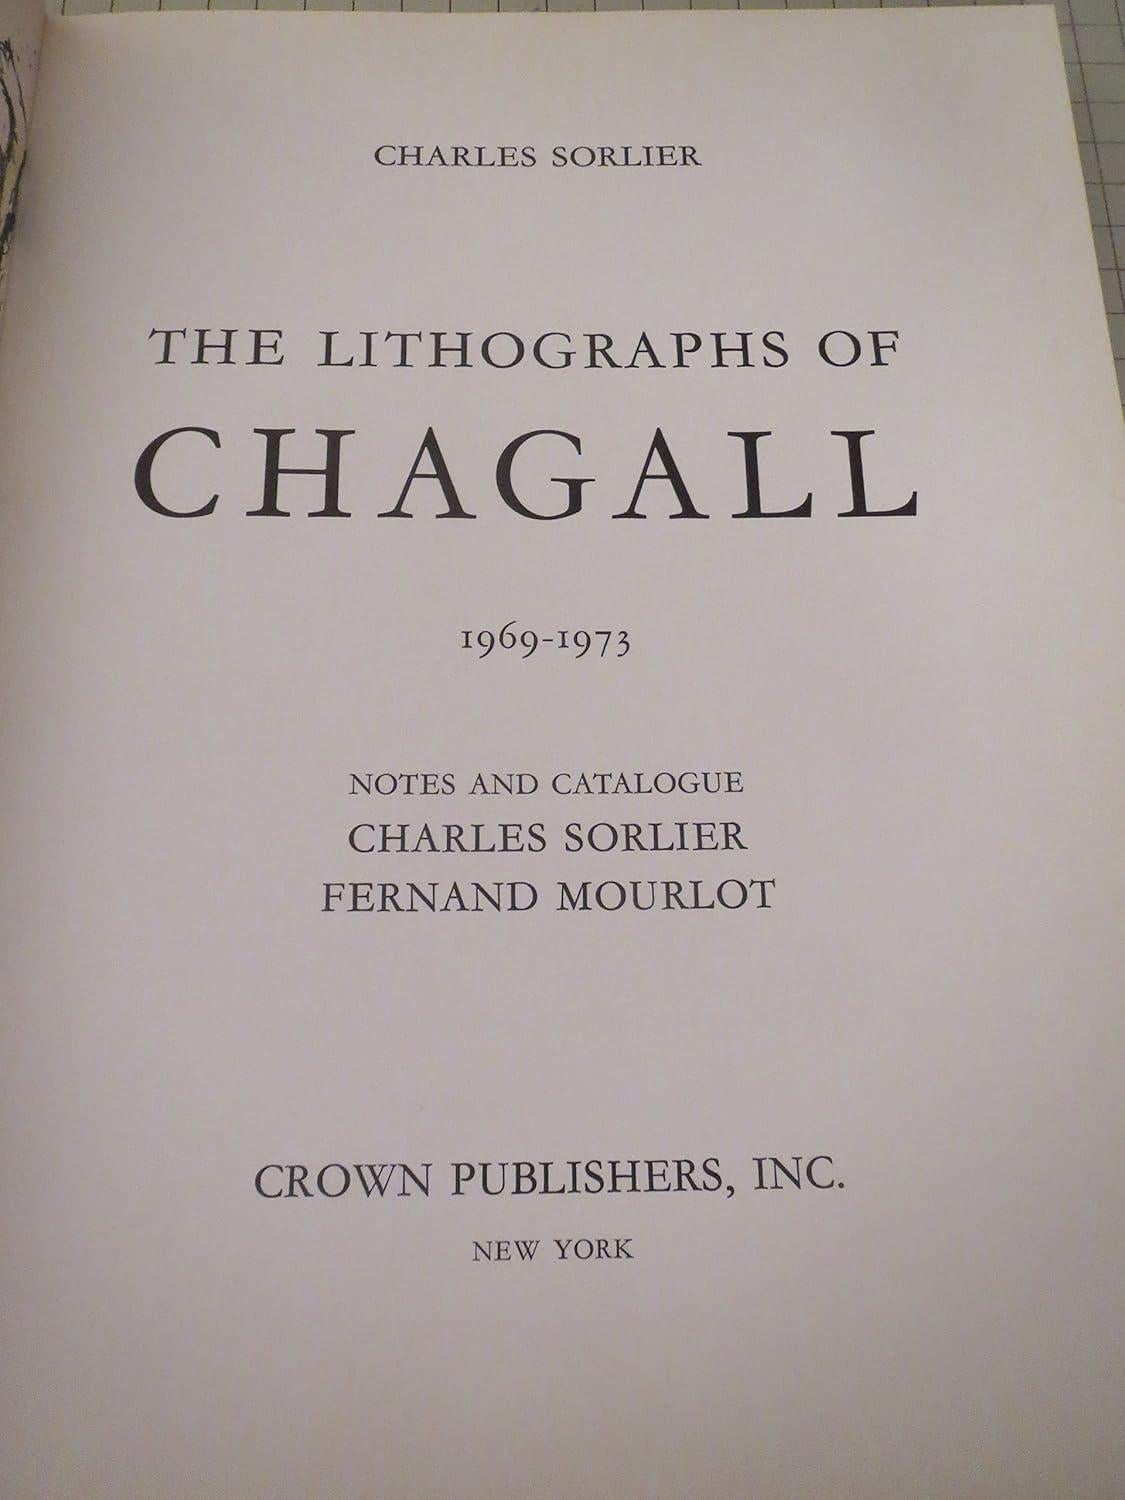 CHARLES SORLIER
THE LITHOGRAPHS OF
CHAGALL
1969-1973
NOTES AND CATALOGUE
CHARLES SORLIER
FERNAND MOURLOT
CROWN PUBLISHERS, INC.
NEW YORK